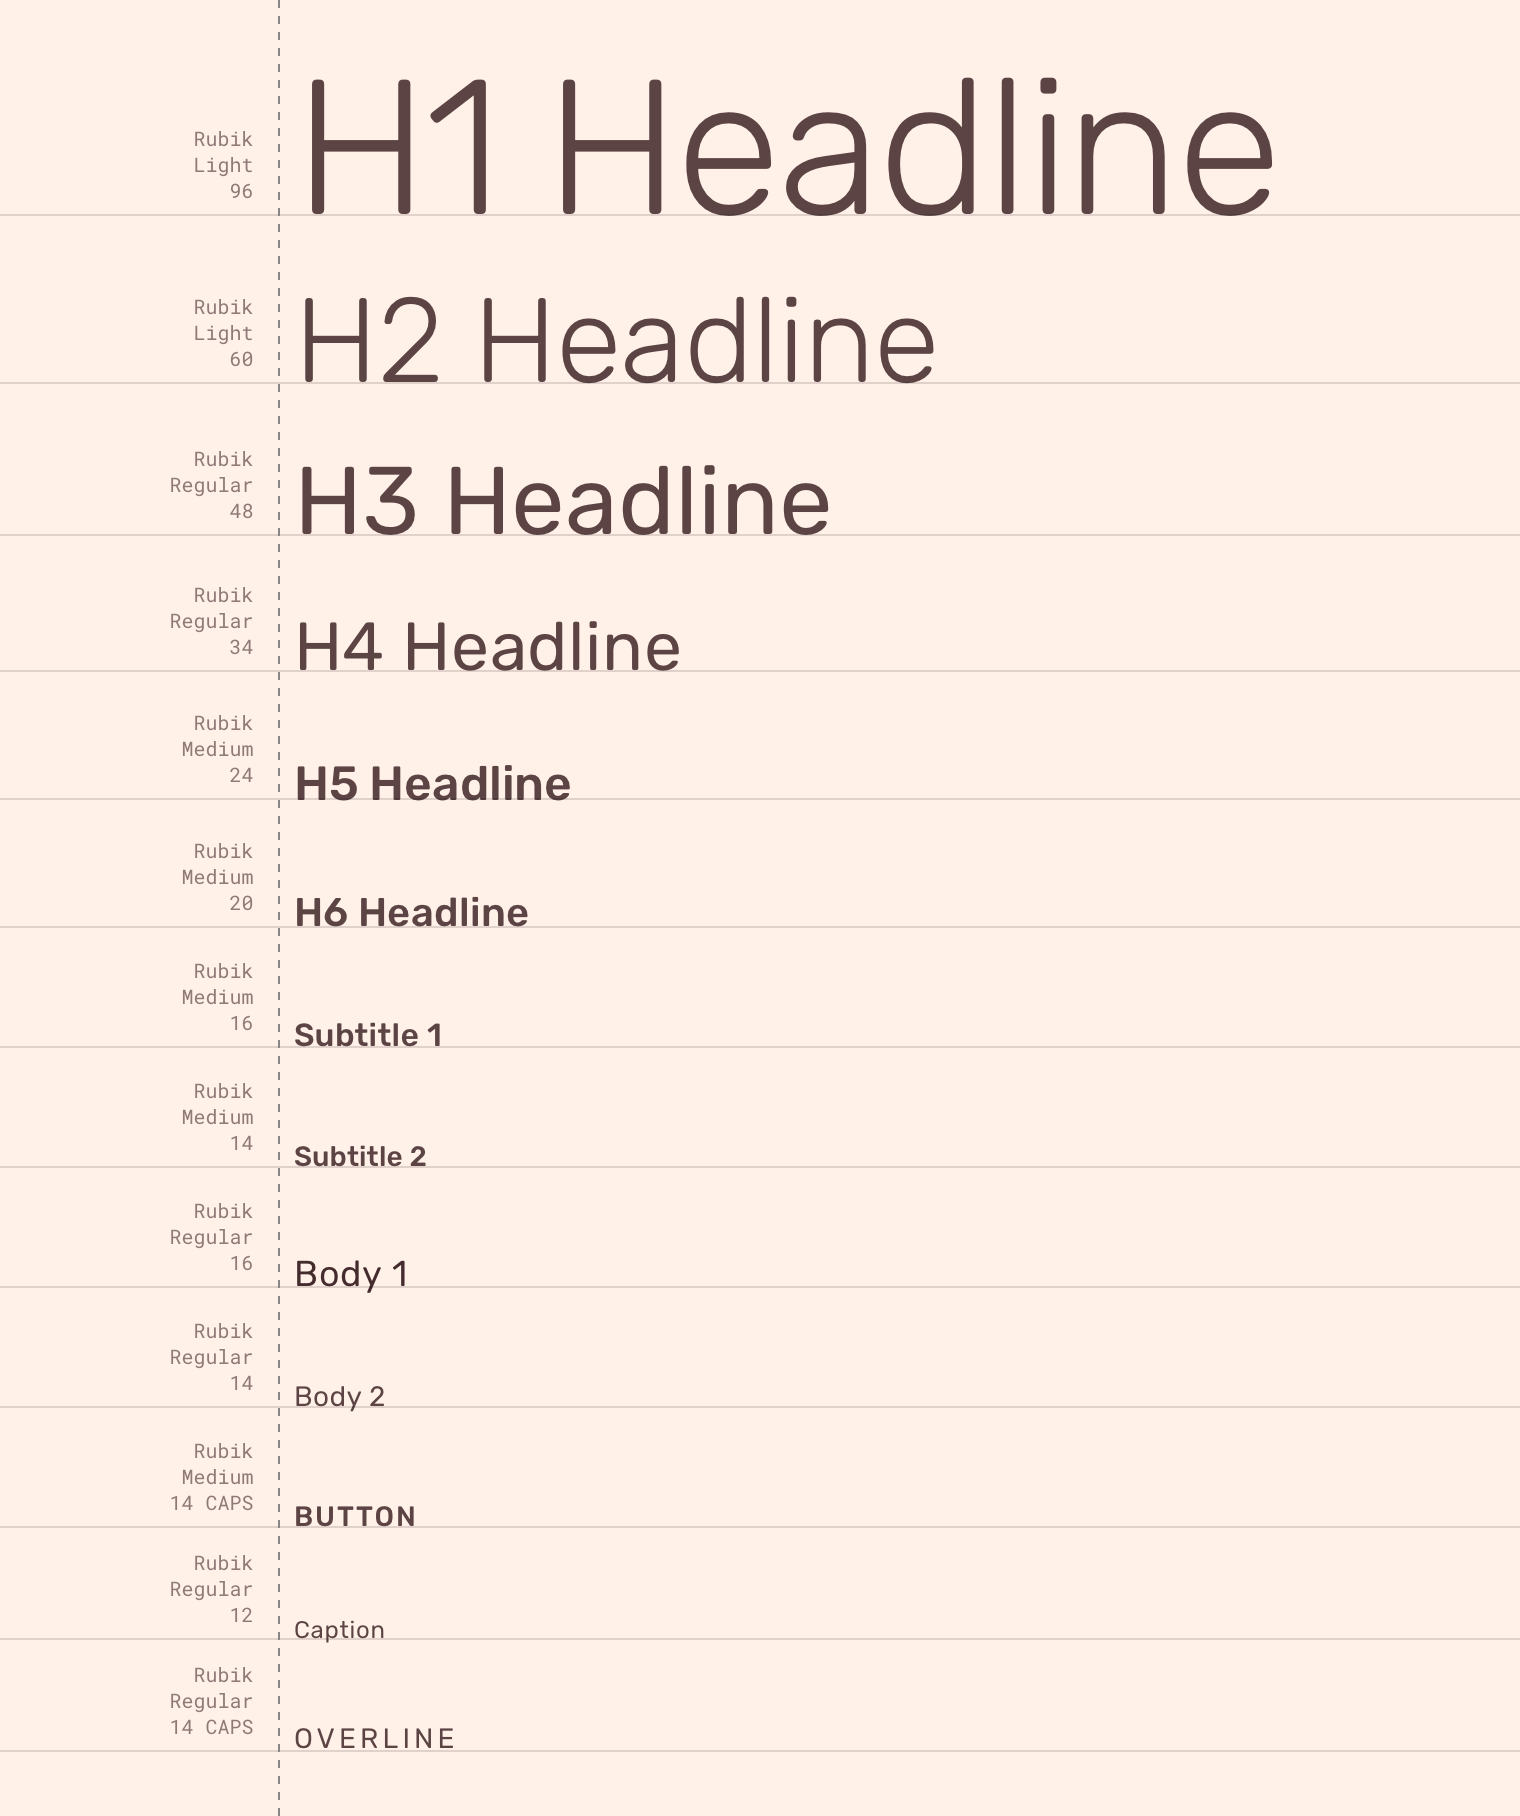 Rubik
Light
96
H1 Headline
Rubik
Light
60
H2 Headline
Rubik
Regular
48
H3 Headline
Rubik
Regular
34
H4 Headline
Rubik
Medium
24
H5 Headline
Rubik
Medium
20
H6 Headline
Rubik
Medium
16
Subtitle 1
Rubik
Medium
14
Subtitle 2
Rubik
Regular
16
Body 1
Rubik
Regular
14
Body 2
Rubik
Medium
14 CAPS
BUTTON
Rubik
Regular
12
Caption
Rubik
Regular
14 CAPS
OVERLINE